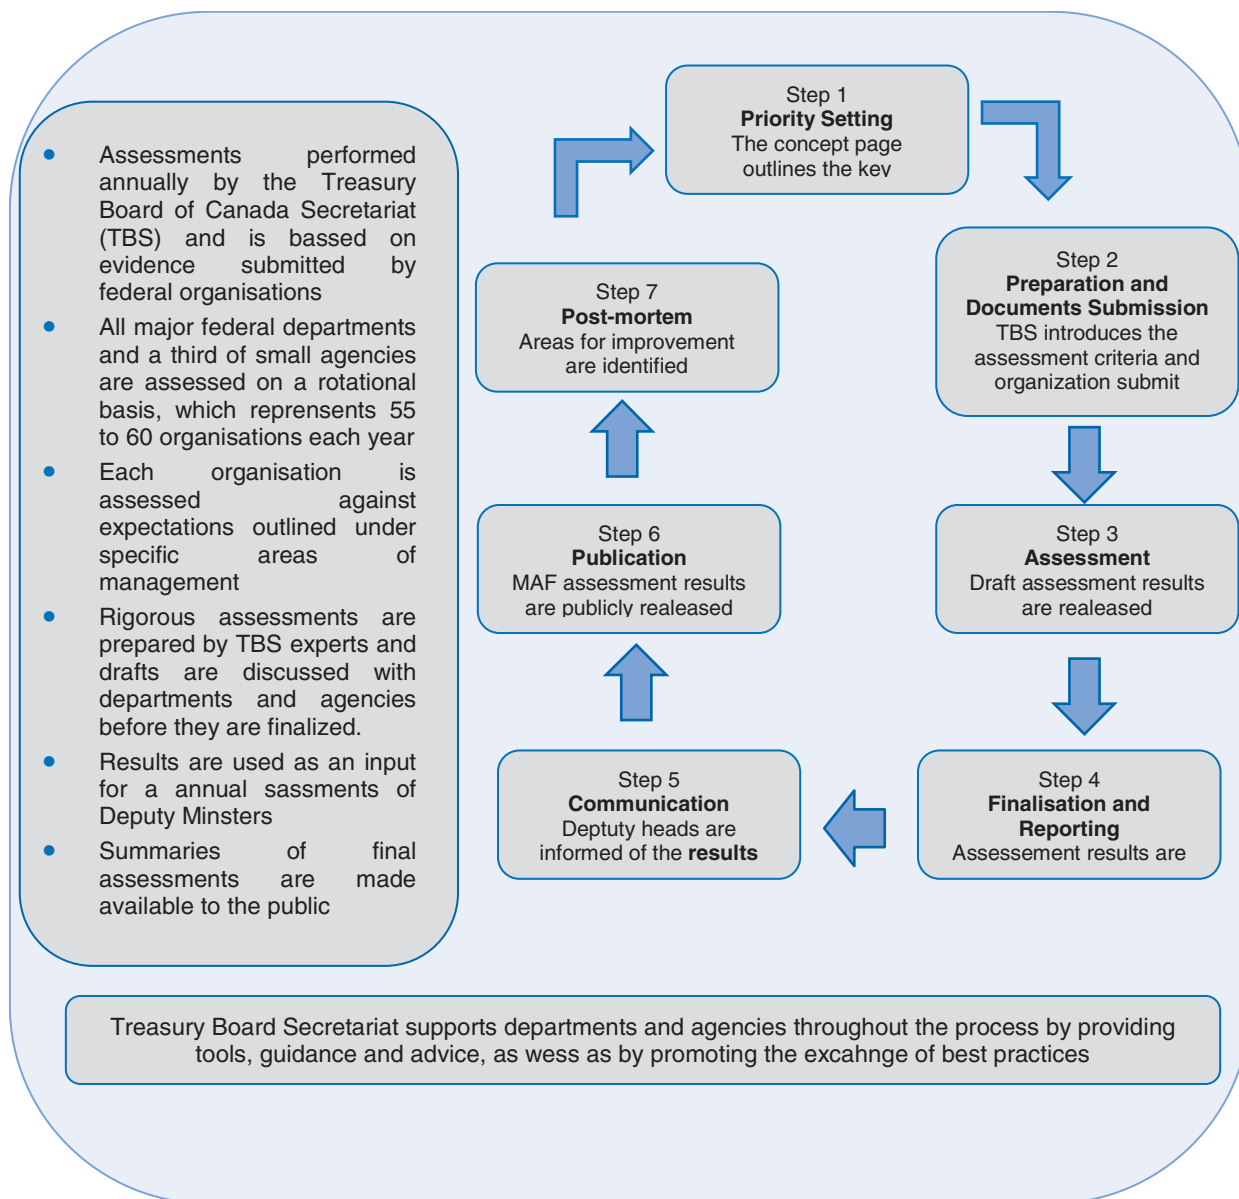 • Assessments performed
annually by the Treasury
Board of Canada Secretariat
(TBS) and is bassed on
evidence submitted by
federal organisations
• All major federal departments
and a third of small agencies
are assessed on a rotational
basis, which reprensents 55
to 60 organisations each year
• Each organisation is
assessed against
expectations outlined under
specific areas of
management
• Rigorous assessments are
prepared by TBS experts and
drafts are discussed with
departments and agencies
before they are finalized.
• Results are used as an input
for a annual sassments of
Deputy Minsters
• Summaries of final
assessments are made
available to the public
Step 1
Priority Setting
The concept page
outlines the key
Step 2
Preparation and
Documents Submission
TBS introduces the
assessment criteria and
organization submit
Step 3
Assessment
Draft assessment results
are realeased
Step 4
Finalisation and
Reporting
Assessement results are
Step 5
Communication
Deptuty heads are
informed of the results
Step 6
Publication
MAF assessment results
are publicly realeased
Step 7
Post-mortem
Areas for improvement
are identified
Treasury Board Secretariat supports departments and agencies throughout the process by providing
tools, guidance and advice, as wess as by promoting the excahnge of best practices